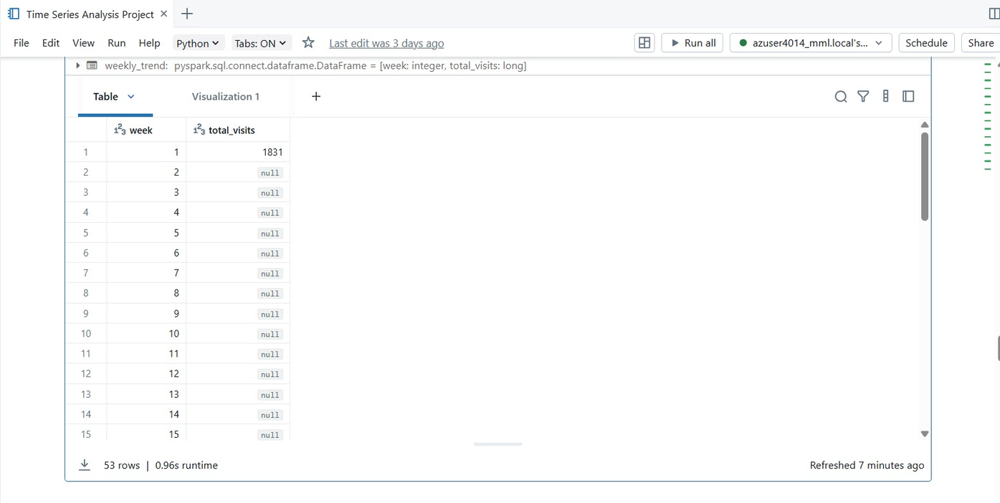 Time Series Analysis Project
File Edit View Run Help Python Tabs: ON Last edit was 3 days ago Run all azuser4014_mml.local's... Schedule Share
weekly_trend: pyspark.sql.connect.dataframe.DataFrame = [week: integer, total_visits: long]
Table Visualization 1
1²3 week 1²3 total_visits
1 1 1831
2 2 null
3 3 null
4 4 null
5 5 null
6 6 null
7 7 null
8 8 null
9 9 null
10 10 null
11 11 null
12 12 null
13 13 null
14 14 null
15 15 null
53 rows | 0.96s runtime Refreshed 7 minutes ago